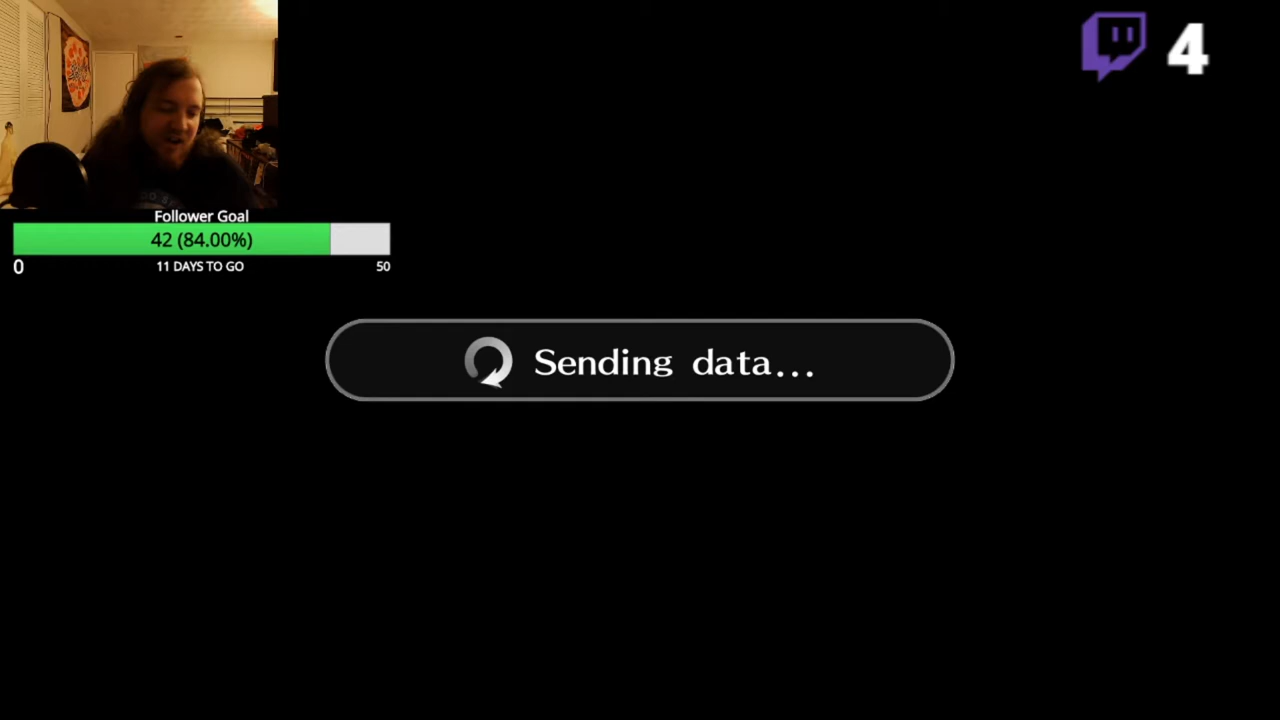 4
Follower Goal
42 (84.00%)
0
11 DAYS TO GO
50
Sending data...